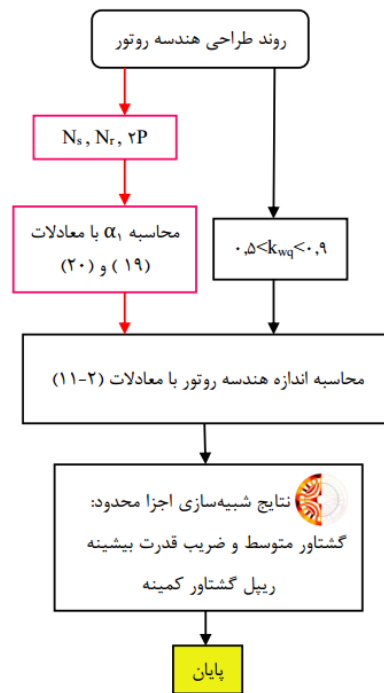 روند طراحی هندسه روتور
Nₛ , Nᵣ , ۲P
محاسبه α₁ با معادلات
(۱۹) و (۲۰)
۰,۵<k_wq<۰,۹
محاسبه اندازه هندسه روتور با معادلات (۲-۱۱)
نتایج شبیه‌سازی اجزا محدود:
گشتاور متوسط و ضریب قدرت بیشینه
ریپل گشتاور کمینه
پایان